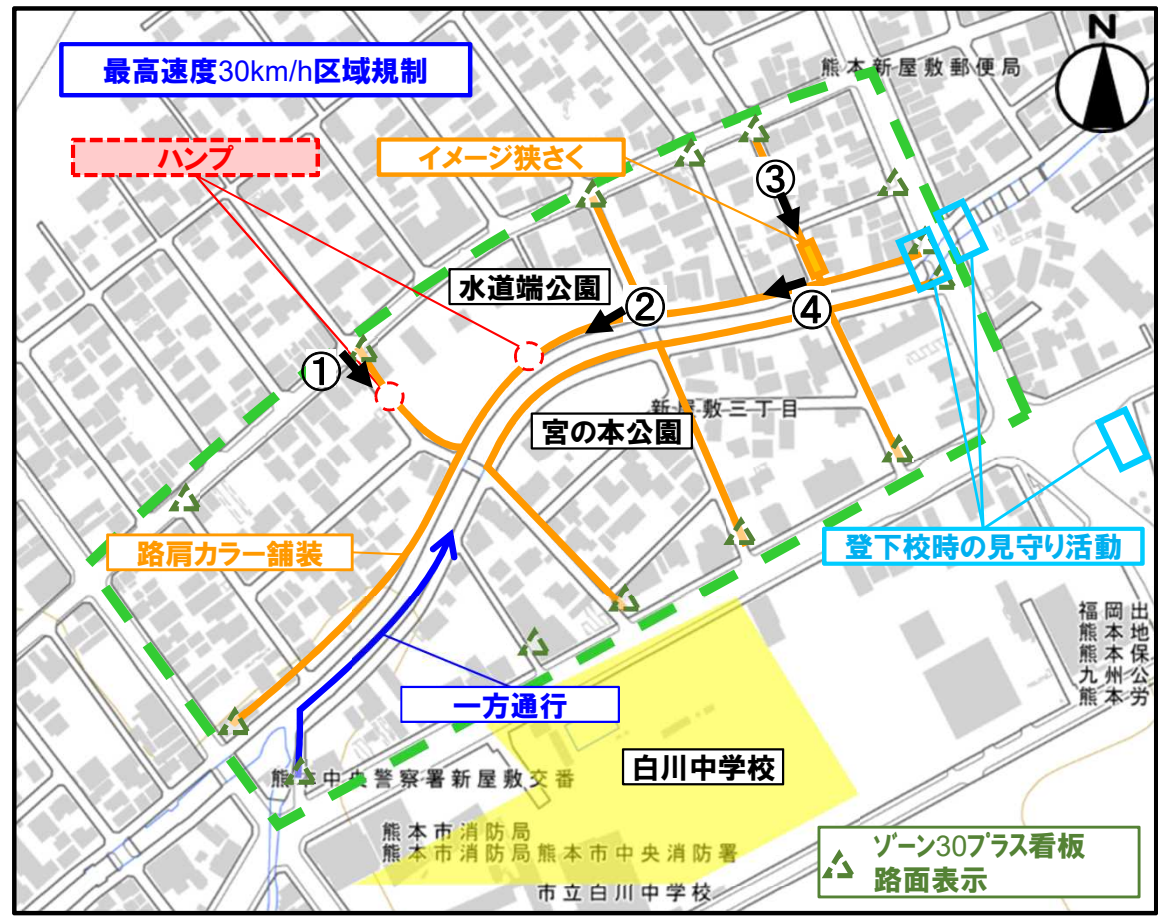 N
最高速度30km/h区域規制
熊本新屋敷郵便局
ハンプ
イメージ狭さく
③
水道端公園
②
④
①
新屋敷三丁目
宮の本公園
路肩カラー舗装
登下校時の見守り活動
福岡出
熊本地
熊本保
九州公
熊本労
一方通行
白川中学校
熊本中央警察署新屋敷交番
熊本市消防局
熊本市消防局熊本市中央消防署
市立白川中学校
ゾーン30プラス看板
路面表示